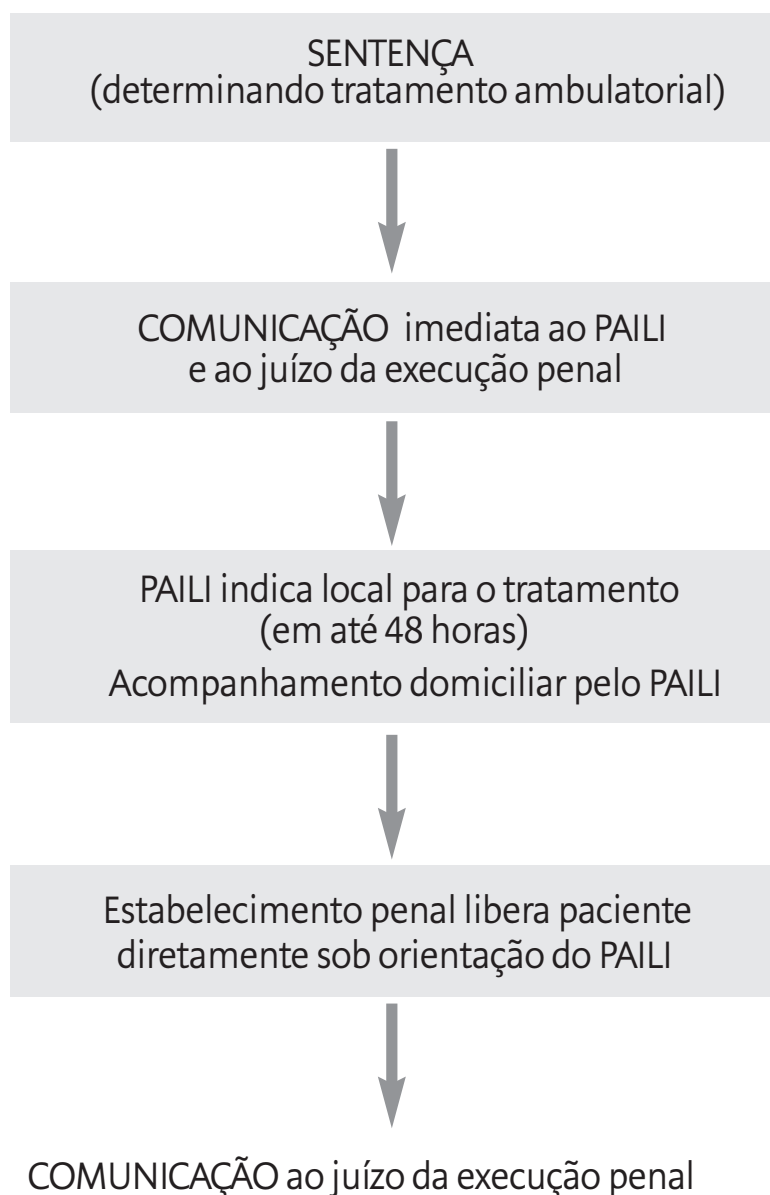 SENTENÇA
(determinando tratamento ambulatorial)
COMUNICAÇÃO imediata ao PAILI
e ao juízo da execução penal
PAILI indica local para o tratamento
(em até 48 horas)
Acompanhamento domiciliar pelo PAILI
Estabelecimento penal libera paciente
diretamente sob orientação do PAILI
COMUNICAÇÃO ao juízo da execução penal